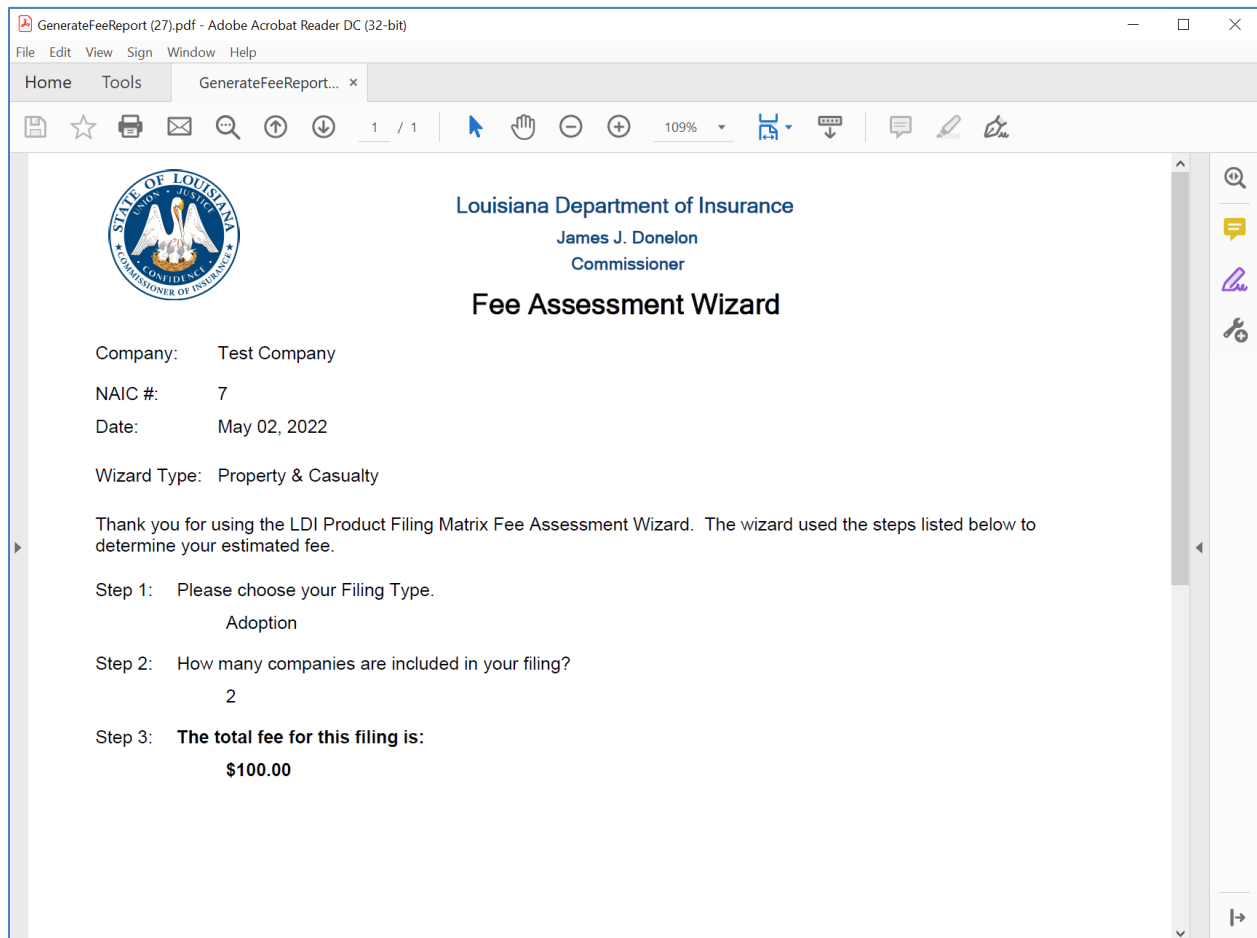 GenerateFeeReport (27).pdf - Adobe Acrobat Reader DC (32-bit)
File Edit View Sign Window Help
Home Tools GenerateFeeReport... ×
1 / 1 109%
STATE OF LOUISIANA
UNION · JUSTICE
· CONFIDENCE ·
★ COMMISSIONER OF INSURANCE ★
Louisiana Department of Insurance
James J. Donelon
Commissioner
Fee Assessment Wizard
Company: Test Company
NAIC #: 7
Date: May 02, 2022
Wizard Type: Property & Casualty
Thank you for using the LDI Product Filing Matrix Fee Assessment Wizard. The wizard used the steps listed below to
determine your estimated fee.
Step 1: Please choose your Filing Type.
Adoption
Step 2: How many companies are included in your filing?
2
Step 3: The total fee for this filing is:
$100.00